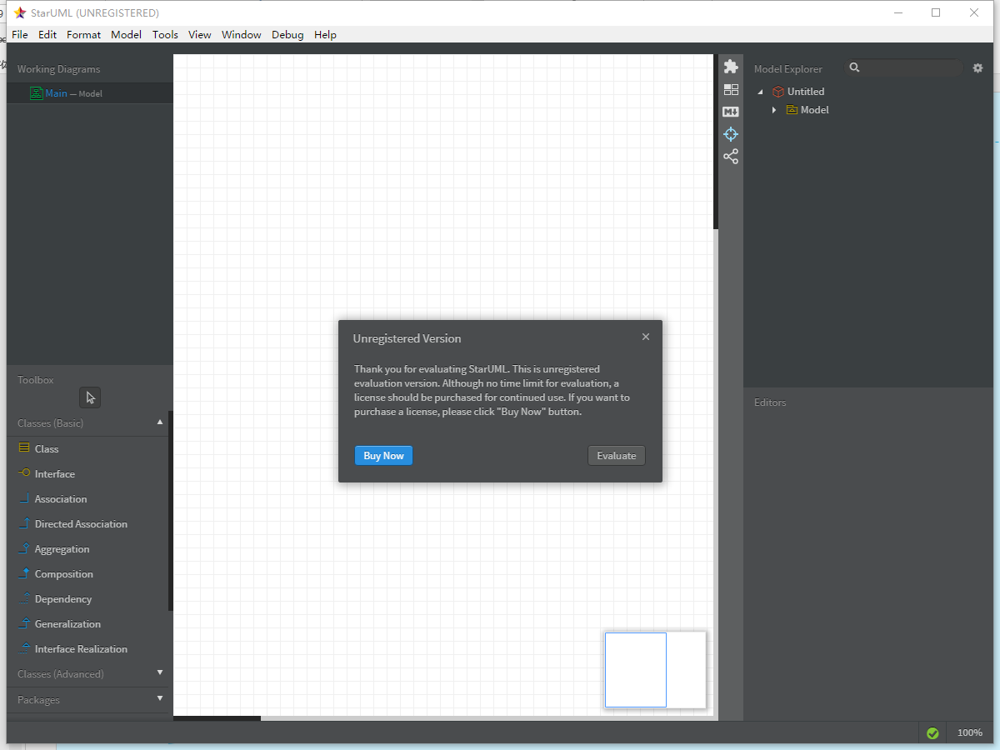 StarUML (UNREGISTERED)
File Edit Format Model Tools View Window Debug Help
Working Diagrams
Main — Model
Toolbox
Classes (Basic)
Class
Interface
Association
Directed Association
Aggregation
Composition
Dependency
Generalization
Interface Realization
Classes (Advanced)
Packages
Unregistered Version
Thank you for evaluating StarUML. This is unregistered
evaluation version. Although no time limit for evaluation, a
license should be purchased for continued use. If you want to
purchase a license, please click "Buy Now" button.
Buy Now Evaluate
Model Explorer
Untitled
Model
Editors
100%